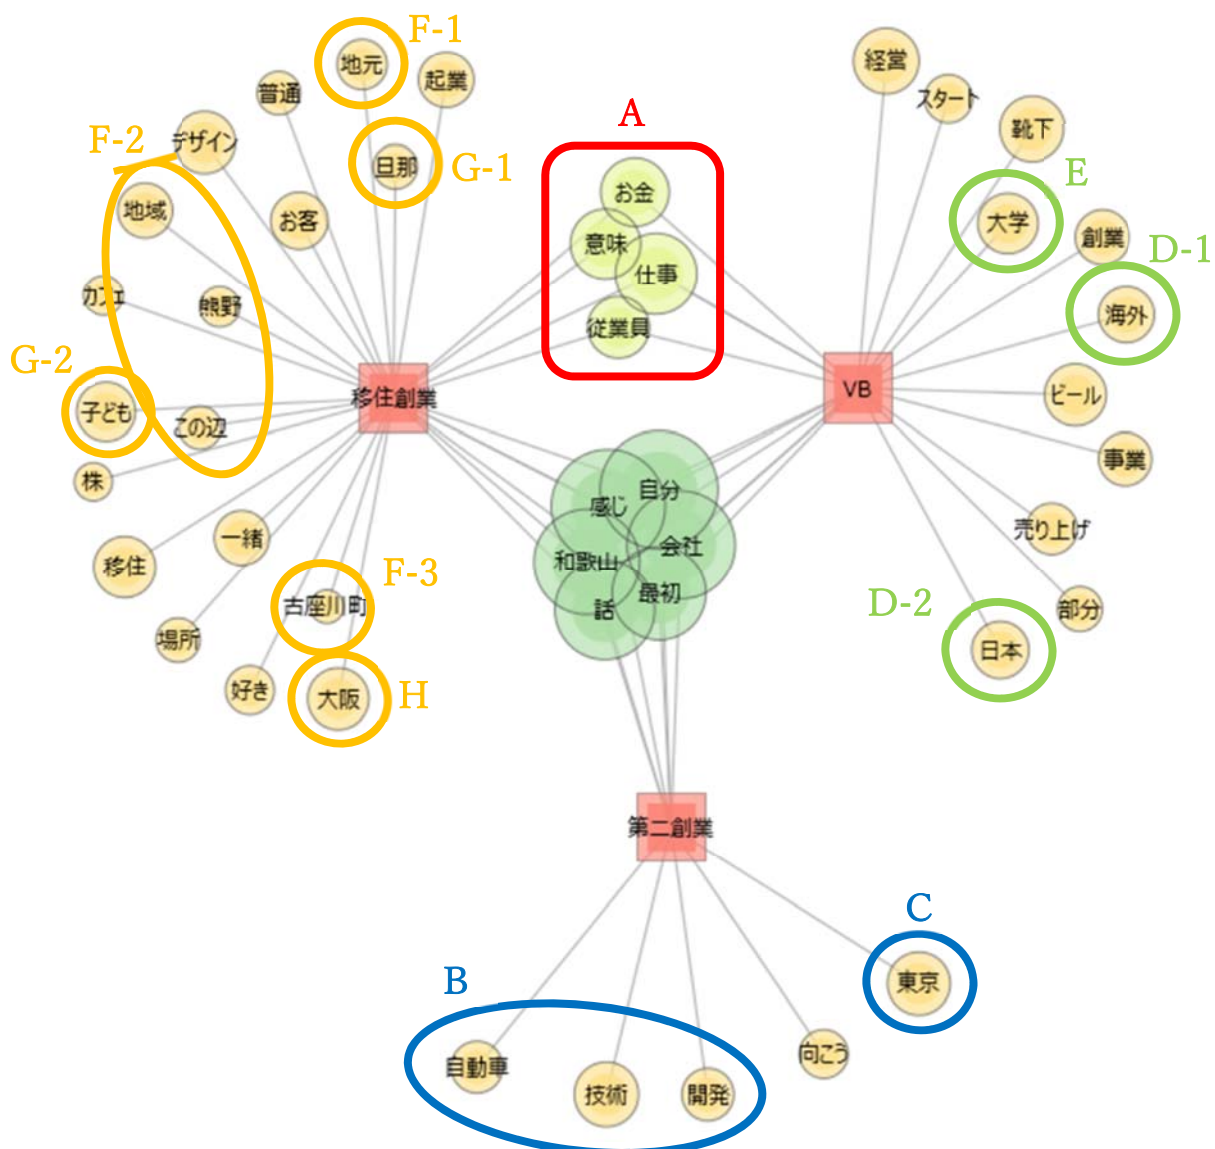 F-1
地元
起業
普通
F-2
デザイン
旦那
G-1
地域
お客
カフェ
熊野
G-2
子ども
この辺
移住創業
株
一緒
移住
古座川町
F-3
場所
好き
大阪
H
A
お金
意味
仕事
従業員
経営
スタート
靴下
E
大学
創業
D-1
海外
VB
ビール
事業
売り上げ
D-2
部分
日本
自分
感じ
会社
和歌山
最初
話
第二創業
C
東京
B
自動車
技術
開発
向こう